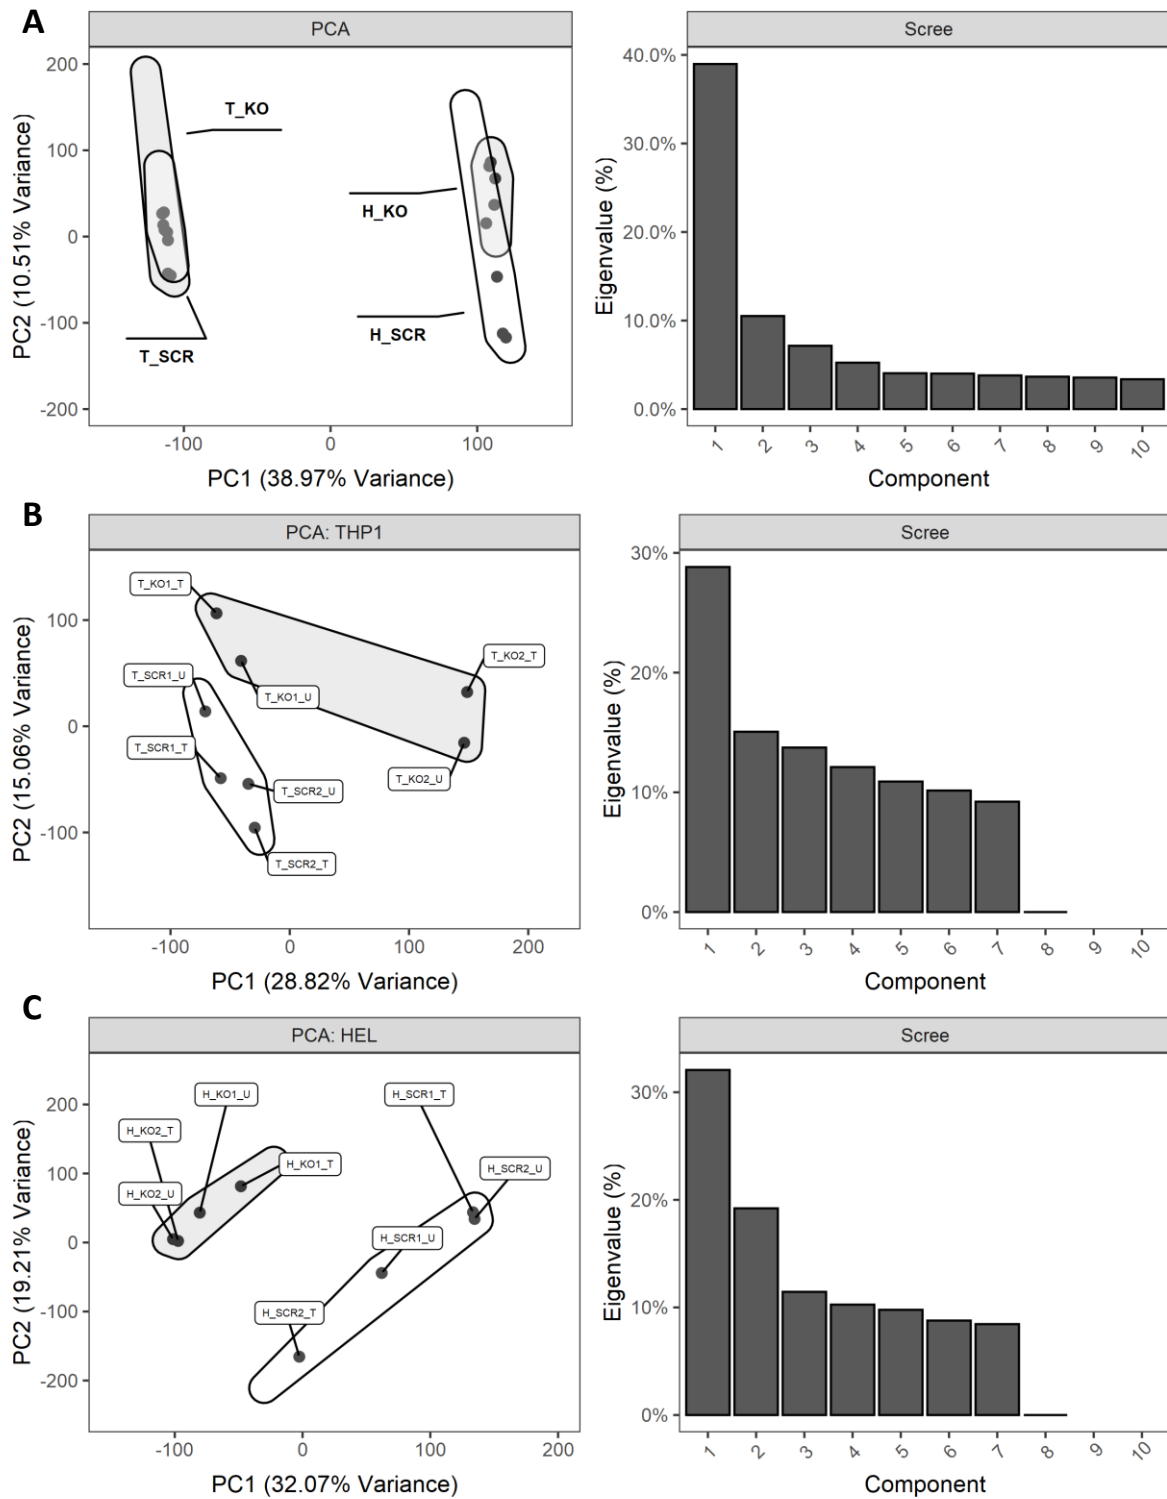 A
PCA
Scree
200
100
0
-100
-200
PC2 (10.51% Variance)
T_KO
T_SCR
H_KO
H_SCR
-100
0
100
PC1 (38.97% Variance)
40.0%
30.0%
20.0%
10.0%
0.0%
Eigenvalue (%)
1
2
3
4
5
6
7
8
9
10
Component
B
PCA: THP1
Scree
100
0
-100
PC2 (15.06% Variance)
T_KO1_T
T_SCR1_U
T_KO1_U
T_KO2_T
T_SCR1_T
T_SCR2_U
T_KO2_U
T_SCR2_T
-100
0
100
200
PC1 (28.82% Variance)
30%
20%
10%
0%
Eigenvalue (%)
1
2
3
4
5
6
7
8
9
10
Component
C
PCA: HEL
Scree
200
100
0
-100
-200
PC2 (19.21% Variance)
H_KO1_U
H_SCR1_T
H_KO2_T
H_KO1_T
H_SCR2_U
H_KO2_U
H_SCR1_U
H_SCR2_T
-100
0
100
200
PC1 (32.07% Variance)
30%
20%
10%
0%
Eigenvalue (%)
1
2
3
4
5
6
7
8
9
10
Component